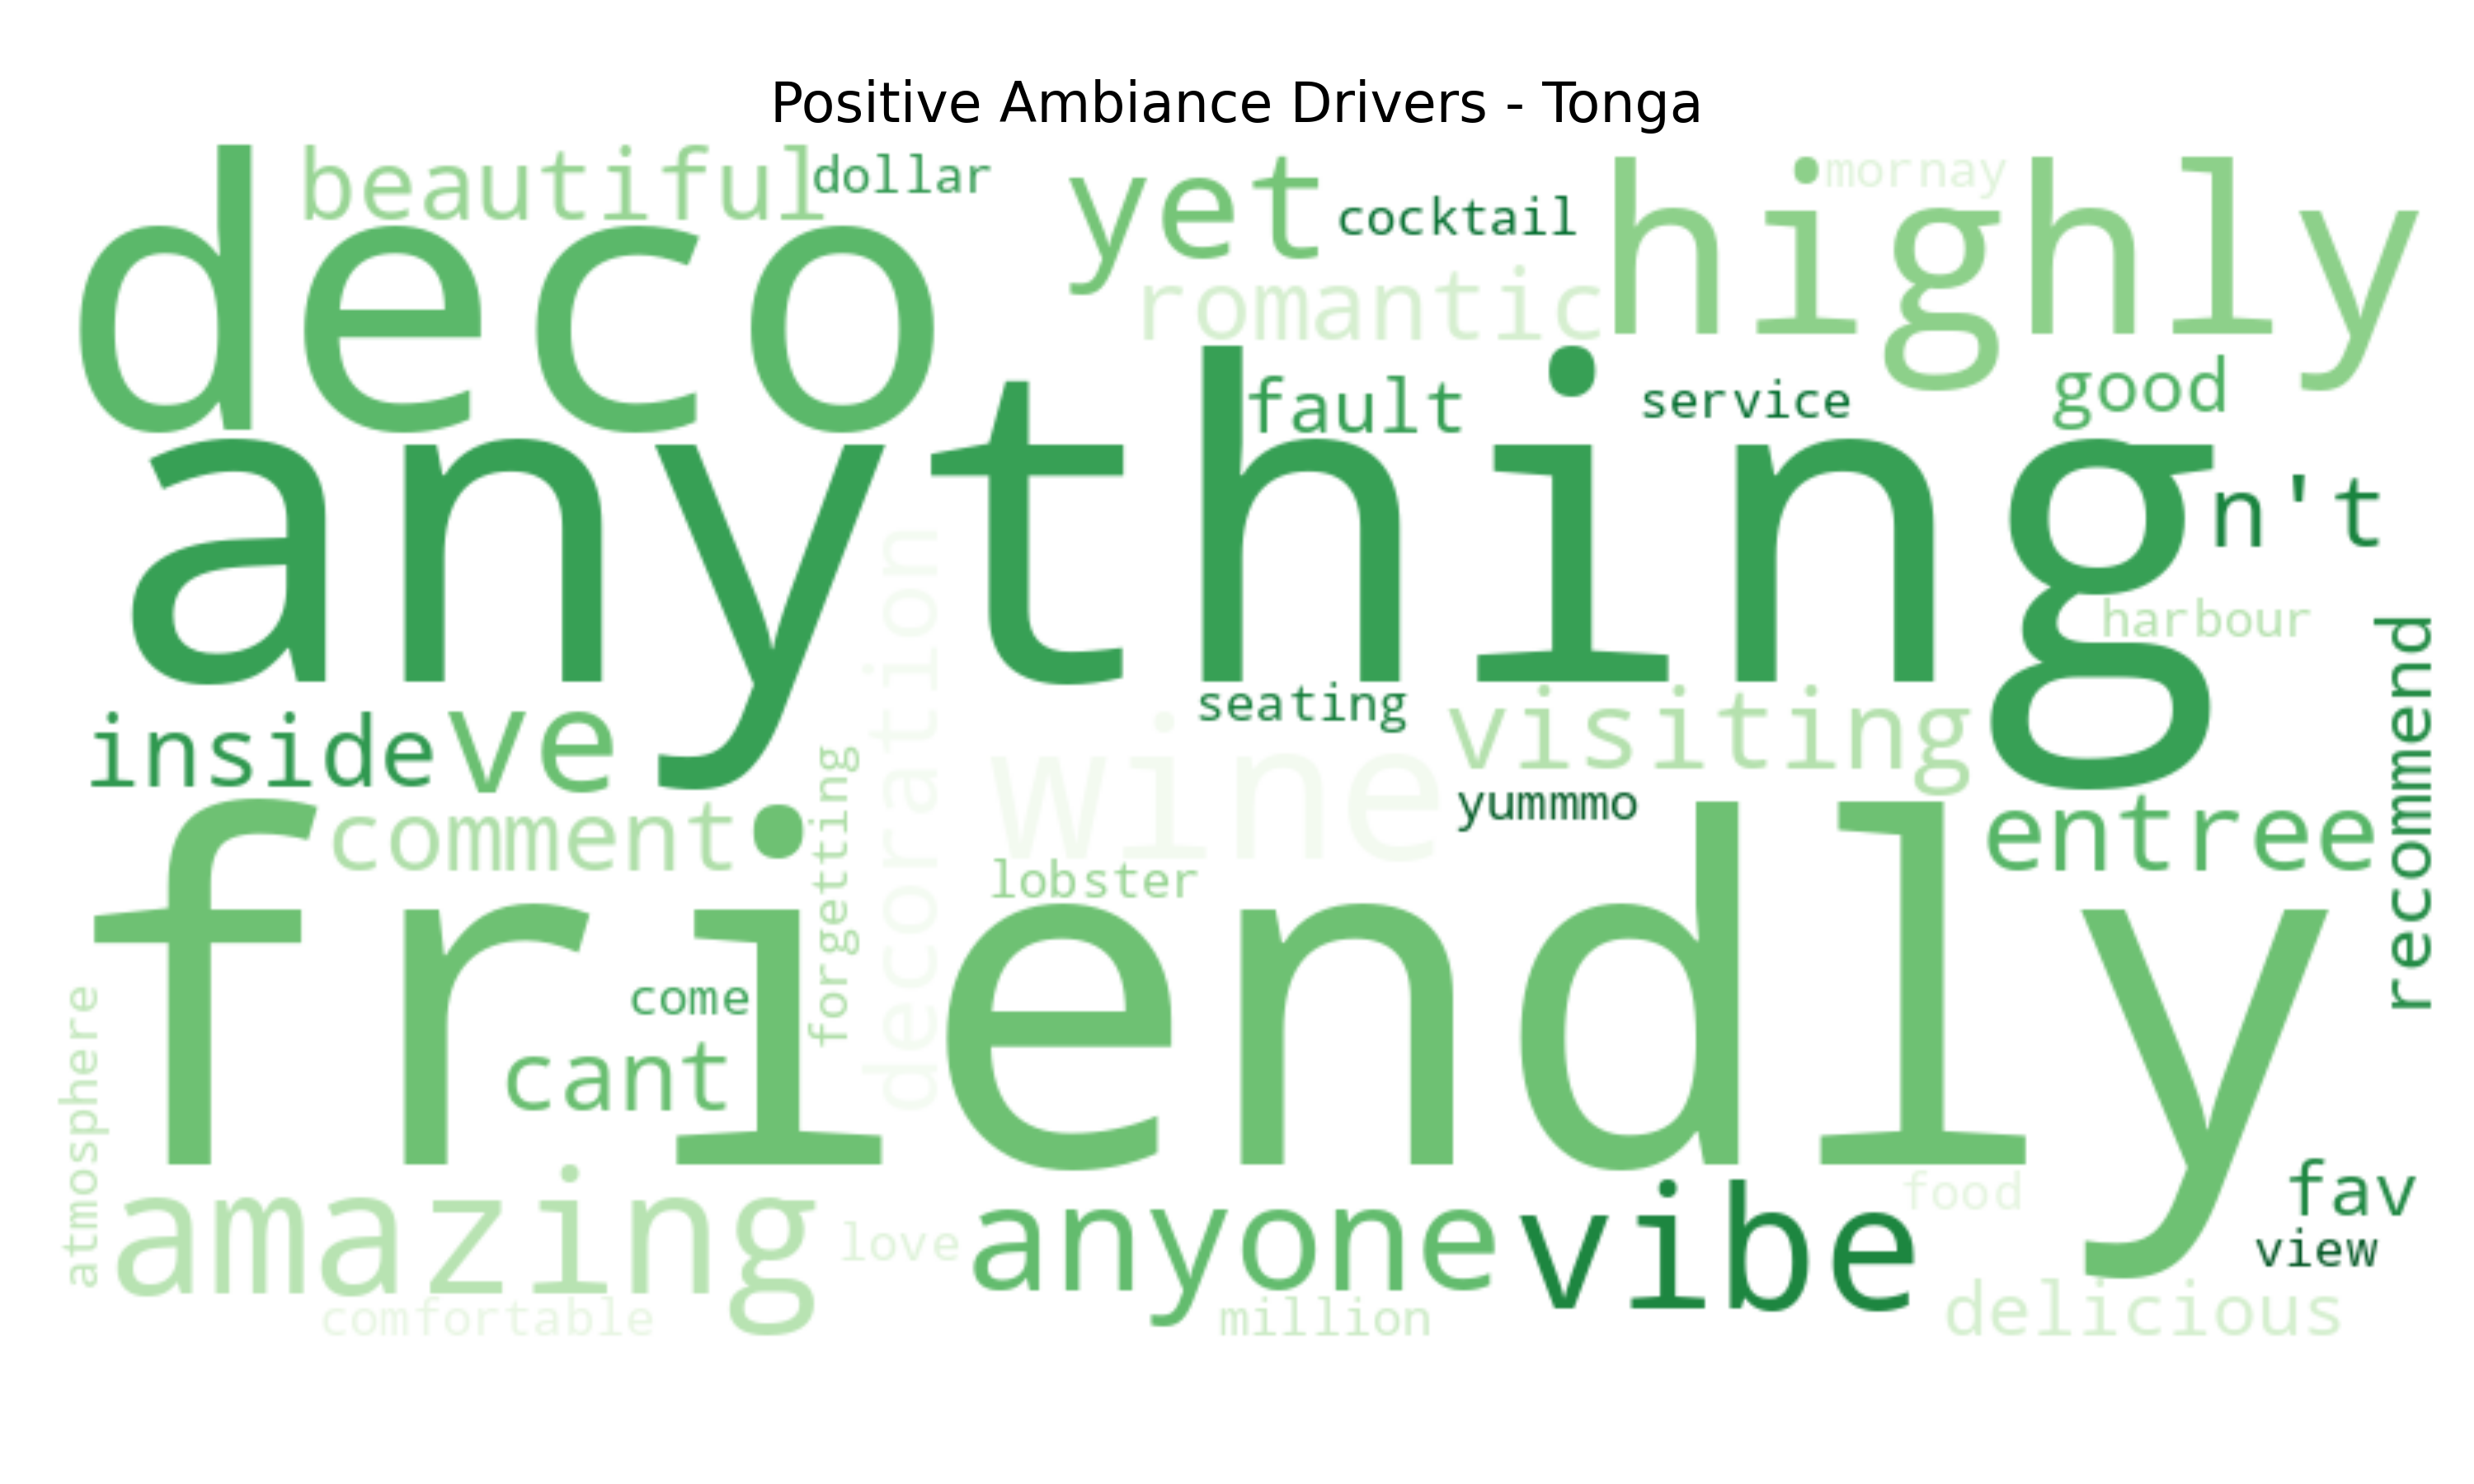 Positive Ambiance Drivers - Tonga
beautiful
dollar
yet
cocktail
mornay
deco
highly
romantic
fault
service
good
anything
n't
harbour
recommend
decoration
seating
inside
ve
wine
visiting
yummmo
forgetting
comment
entree
lobster
friendly
come
cant
atmosphere
amazing
love
anyone
vibe
food
fav
view
comfortable
million
delicious